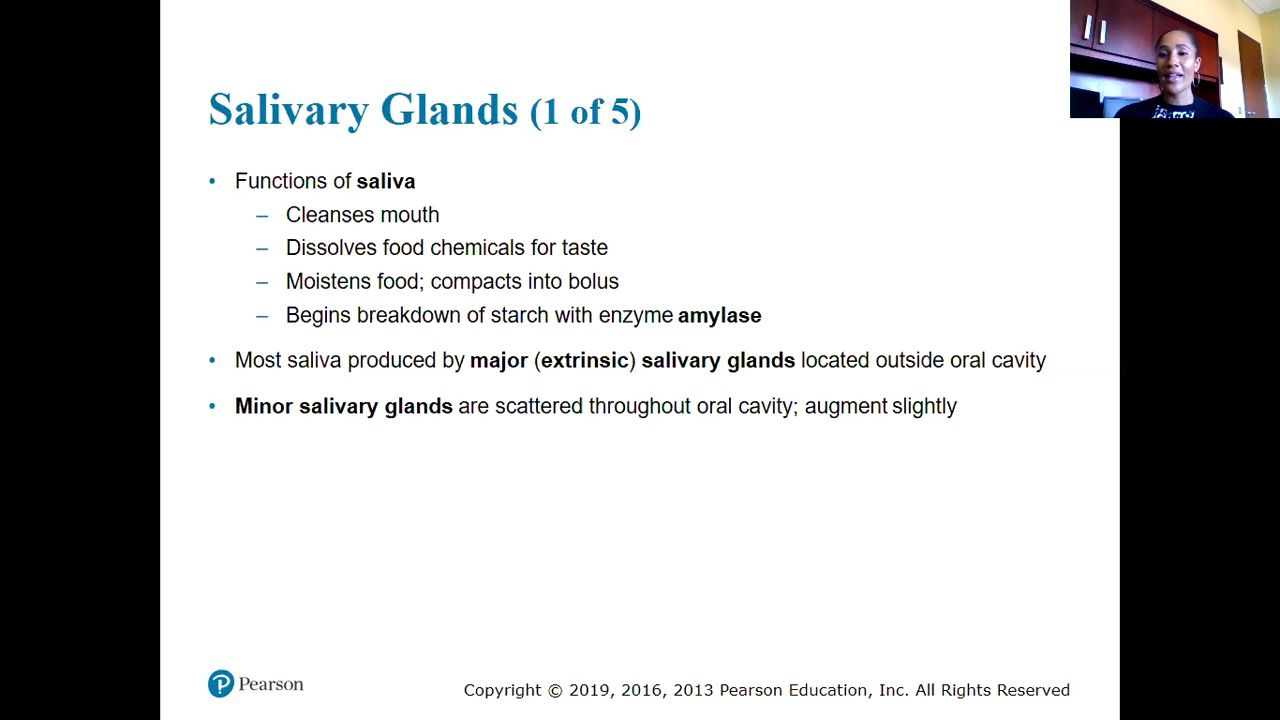 Salivary Glands (1 of 5)
• Functions of saliva
– Cleanses mouth
– Dissolves food chemicals for taste
– Moistens food; compacts into bolus
– Begins breakdown of starch with enzyme amylase
• Most saliva produced by major (extrinsic) salivary glands located outside oral cavity
• Minor salivary glands are scattered throughout oral cavity; augment slightly
Pearson
Copyright © 2019, 2016, 2013 Pearson Education, Inc. All Rights Reserved